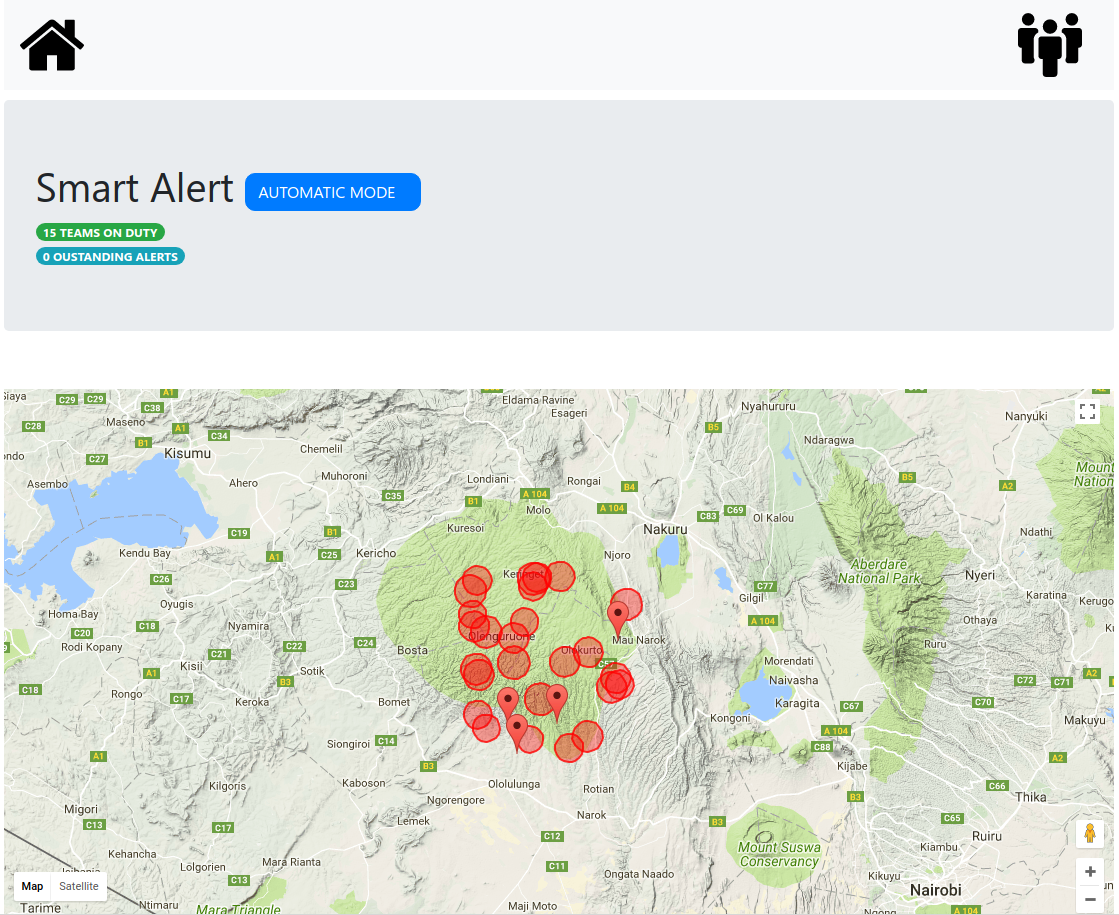 Smart Alert
AUTOMATIC MODE
15 TEAMS ON DUTY
0 OUSTANDING ALERTS
Siaya
C29
C29
A1
C38
Eldama Ravine
Esageri
Nyahururu
Nanyuki
Maseno
C28
A1
C34
B1
B5
Ndaragwa
Kisumu
Chemelil
C27
Muhoroni
Londiani
Rongai
B4
B5
A2
Mount
Asembo
Ahero
C35
B1
A 104
A 104
Molo
C83
C69
Ol Kalou
Kuresoi
Nakuru
C19
B1
Ndathi
Kendu Bay
A1
C25
Kericho
Njoro
Aberdare
National Park
Nyeri
C26
C23
C77
Gilgil
Karatina
Homa Bay
Oyugis
A 104
Othaya
C20
C18
Nyamira
Olenguruone
Mau Narok
Rodi Kopany
C22
C24
Bosta
Olokurto
Ruru
Kisii
C21
Sotik
Morendati
A1
B3
Naivasha
C72
C71
A2
C18
Rongo
C17
Keroka
Bomet
Karagita
C67
C70
Kongoni
Makuyu
Siongiroi
C14
A 104
C88
A1
B3
Kijabe
A2
Kilgoris
Kaboson
Ololulunga
Rotian
C66
Ngorengore
B3
Thika
Migori
C13
C17
Lemek
Narok
B3
C65
Ruiru
C12
Kehancha
Lolgorien
Mara Rianta
C11
Mount Suswa
Conservancy
Kiambu
C13
Ongata Naado
Kikuyu
Map
Satellite
Nairobi
Tarime
Ntimaru
Mara-Triangle
Maji Moto
Ngong
A 104